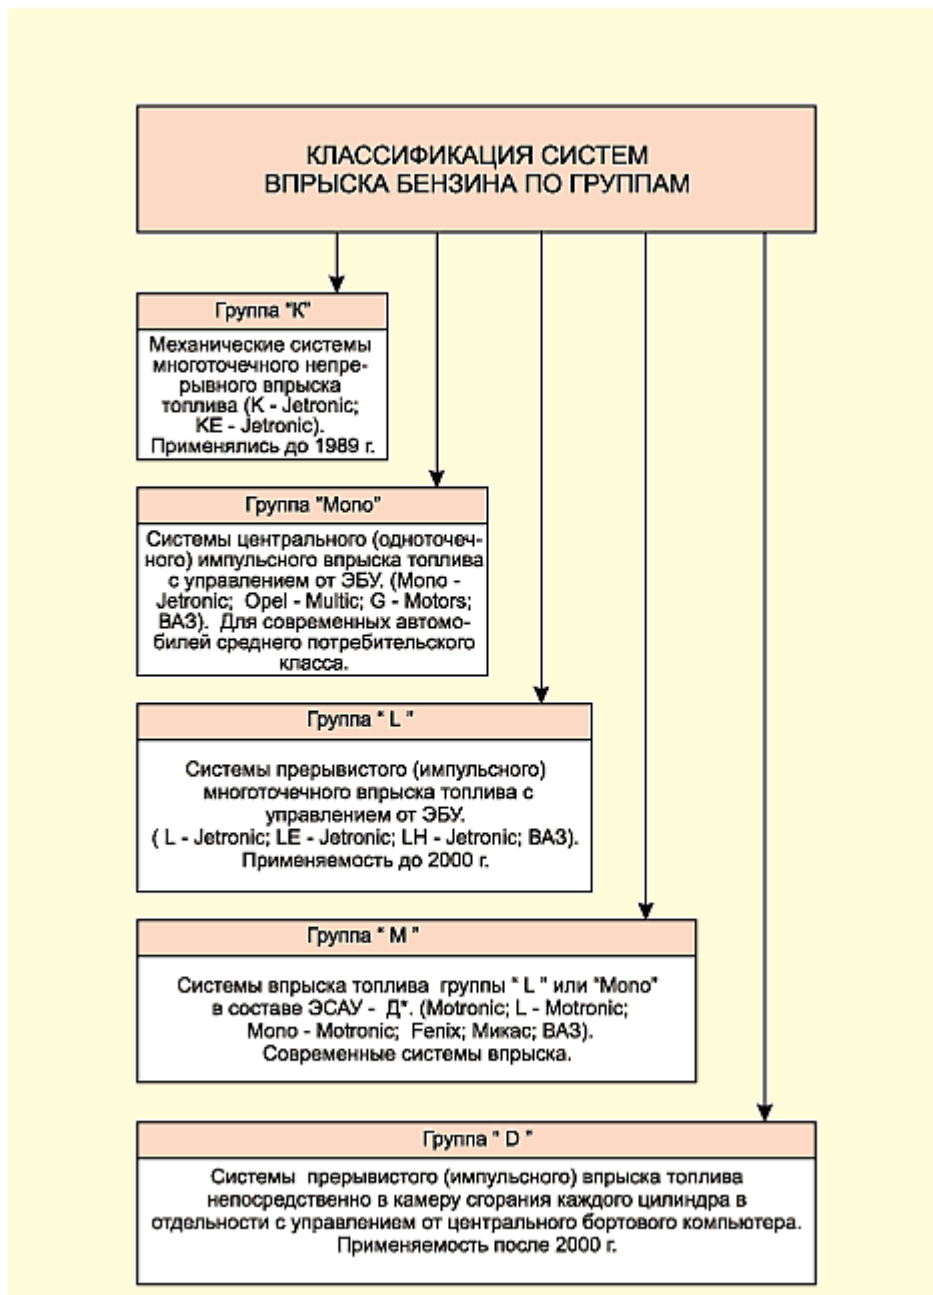 КЛАССИФИКАЦИЯ СИСТЕМ
ВПРЫСКА БЕНЗИНА ПО ГРУППАМ
Группа "К"
Механические системы
многоточечного непре-
рывного впрыска
топлива (K - Jetronic;
KE - Jetronic).
Применялись до 1989 г.
Группа "Mono"
Системы центрального (одноточеч-
ного) импульсного впрыска топлива
с управлением от ЭБУ. (Mono -
Jetronic; Opel - Multic; G - Motors;
ВАЗ). Для современных автомо-
билей среднего потребительского
класса.
Группа " L "
Системы прерывистого (импульсного)
многоточечного впрыска топлива с
управлением от ЭБУ.
( L - Jetronic; LE - Jetronic; LH - Jetronic; ВАЗ).
Применяемость до 2000 г.
Группа " M "
Системы впрыска топлива группы " L " или "Mono"
в составе ЭСАУ - Д*. (Motronic; L - Motronic;
Mono - Motronic; Fenix; Микас; ВАЗ).
Современные системы впрыска.
Группа " D "
Системы прерывистого (импульсного) впрыска топлива
непосредственно в камеру сгорания каждого цилиндра в
отдельности с управлением от центрального бортового компьютера.
Применяемость после 2000 г.